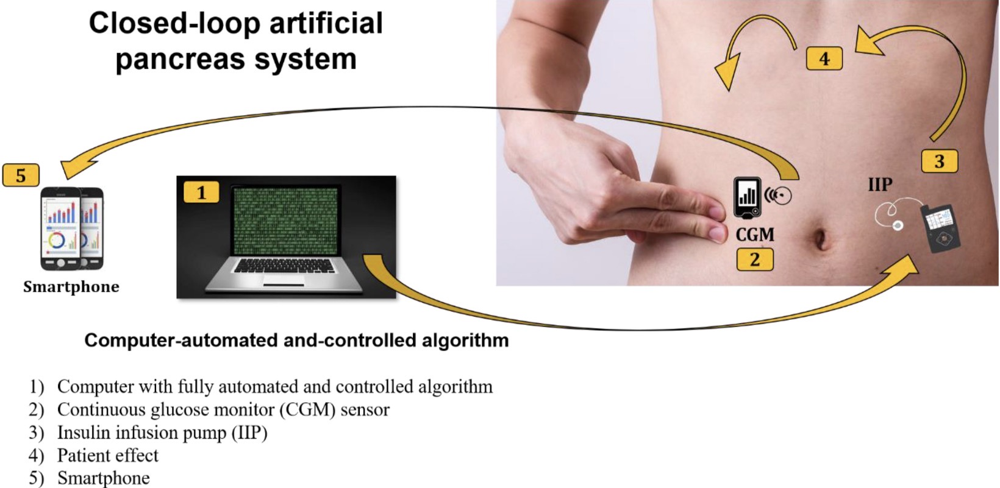 Closed-loop artificial
pancreas system
4
3
5
1
IIP
CGM
2
Smartphone
Computer-automated and-controlled algorithm
1) Computer with fully automated and controlled algorithm
2) Continuous glucose monitor (CGM) sensor
3) Insulin infusion pump (IIP)
4) Patient effect
5) Smartphone